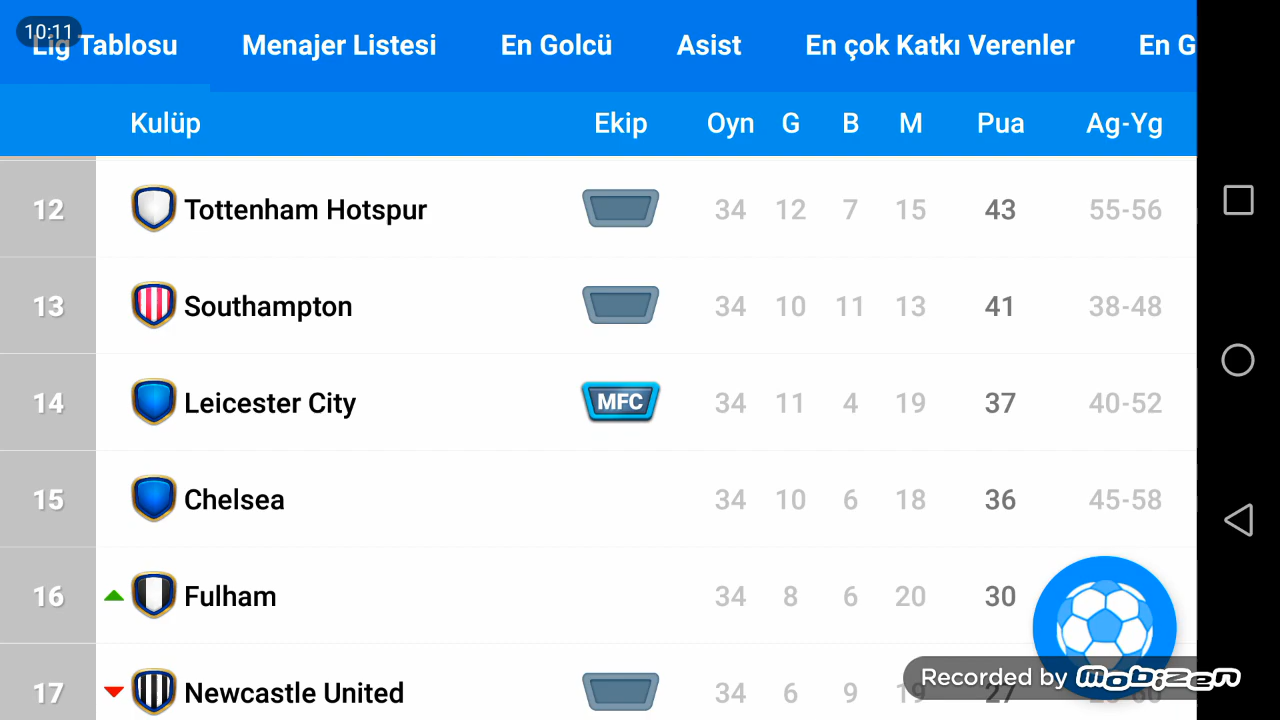 10:11
Lig Tablosu Menajer Listesi En Golcü Asist En çok Katkı Verenler En G
Kulüp Ekip Oyn G B M Pua Ag-Yg
12 Tottenham Hotspur 34 12 7 15 43 55-56
13 Southampton 34 10 11 13 41 38-48
14 Leicester City MFC 34 11 4 19 37 40-52
15 Chelsea 34 10 6 18 36 45-58
16 Fulham 34 8 6 20 30
17 Newcastle United 34 6 9 19 27
Recorded by mobizen